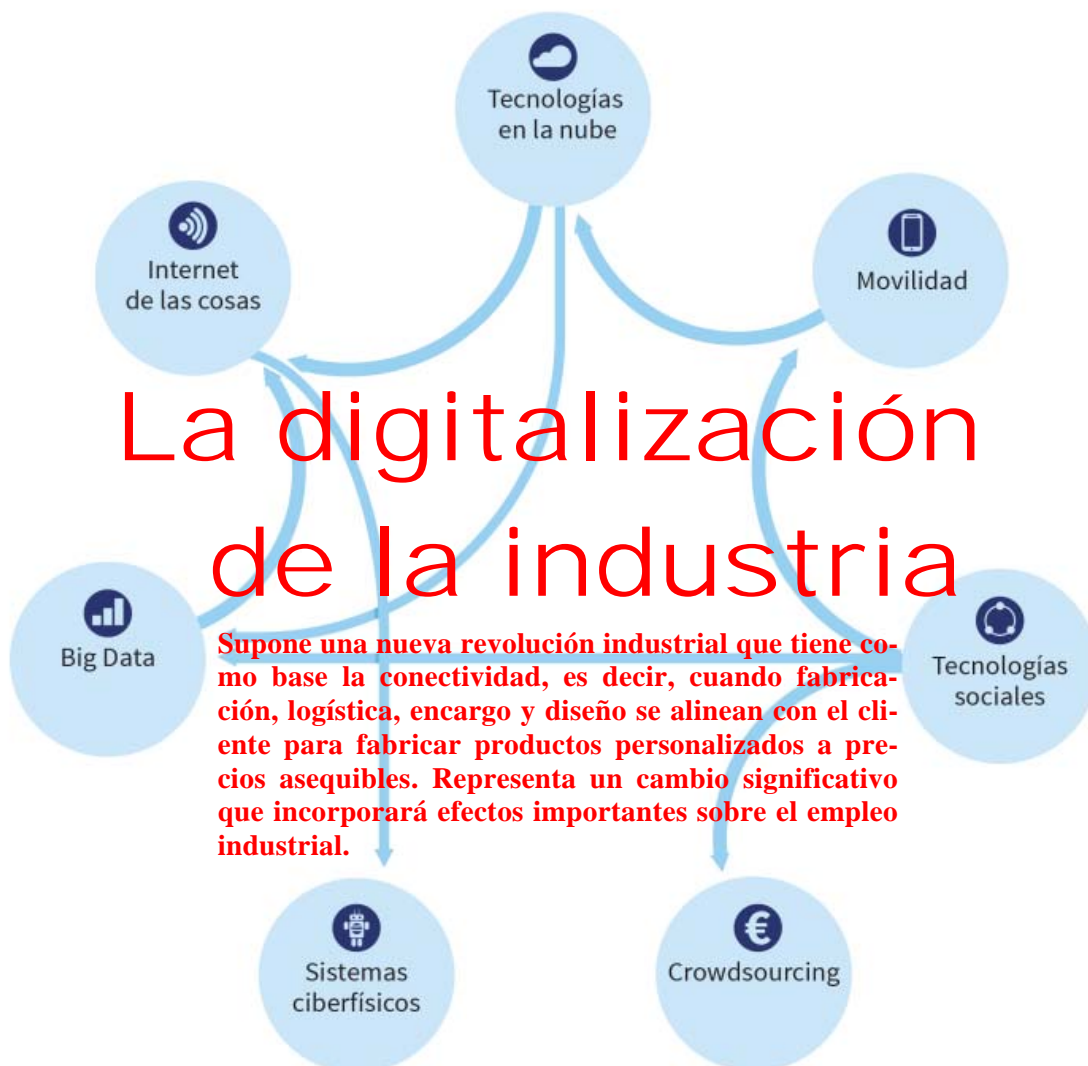 Tecnologías
en la nube
Internet
de las cosas
Movilidad
La digitalización
de la industria
Big Data
Supone una nueva revolución industrial que tiene co-
mo base la conectividad, es decir, cuando fabrica-
ción, logística, encargo y diseño se alinean con el cli-
ente para fabricar productos personalizados a pre-
cios asequibles. Representa un cambio significativo
que incorporará efectos importantes sobre el empleo
industrial.
Tecnologías
sociales
Sistemas
ciberfísicos
€
Crowdsourcing